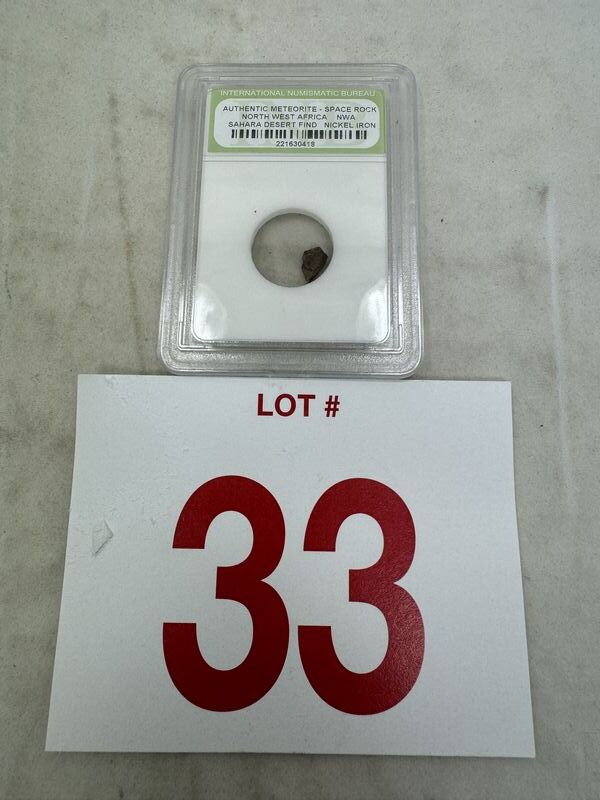 INTERNATIONAL NUMISMATIC BUREAU
AUTHENTIC METEORITE - SPACE ROCK
NORTH WEST AFRICA NWA
SAHARA DESERT FIND NICKEL IRON
221630418
LOT #
33